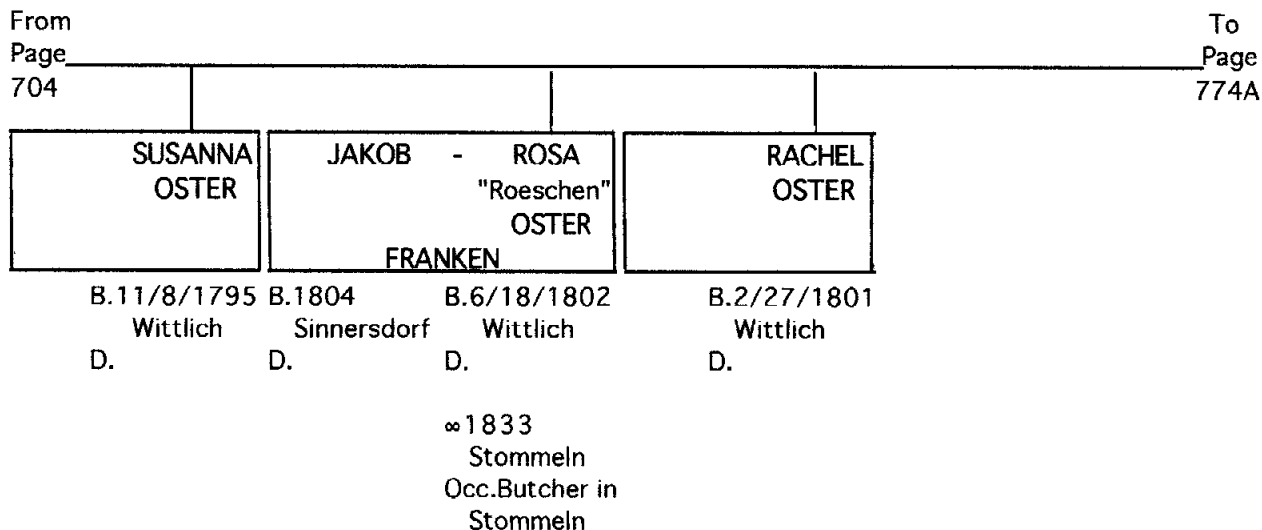 From
Page
704
To
Page
774A
SUSANNA
OSTER
JAKOB - ROSA
"Roeschen"
OSTER
FRANKEN
RACHEL
OSTER
B.11/8/1795
Wittlich
D.
B.1804
Sinnersdorf
D.
B.6/18/1802
Wittlich
D.
∞1833
Stommeln
Occ.Butcher in
Stommeln
B.2/27/1801
Wittlich
D.